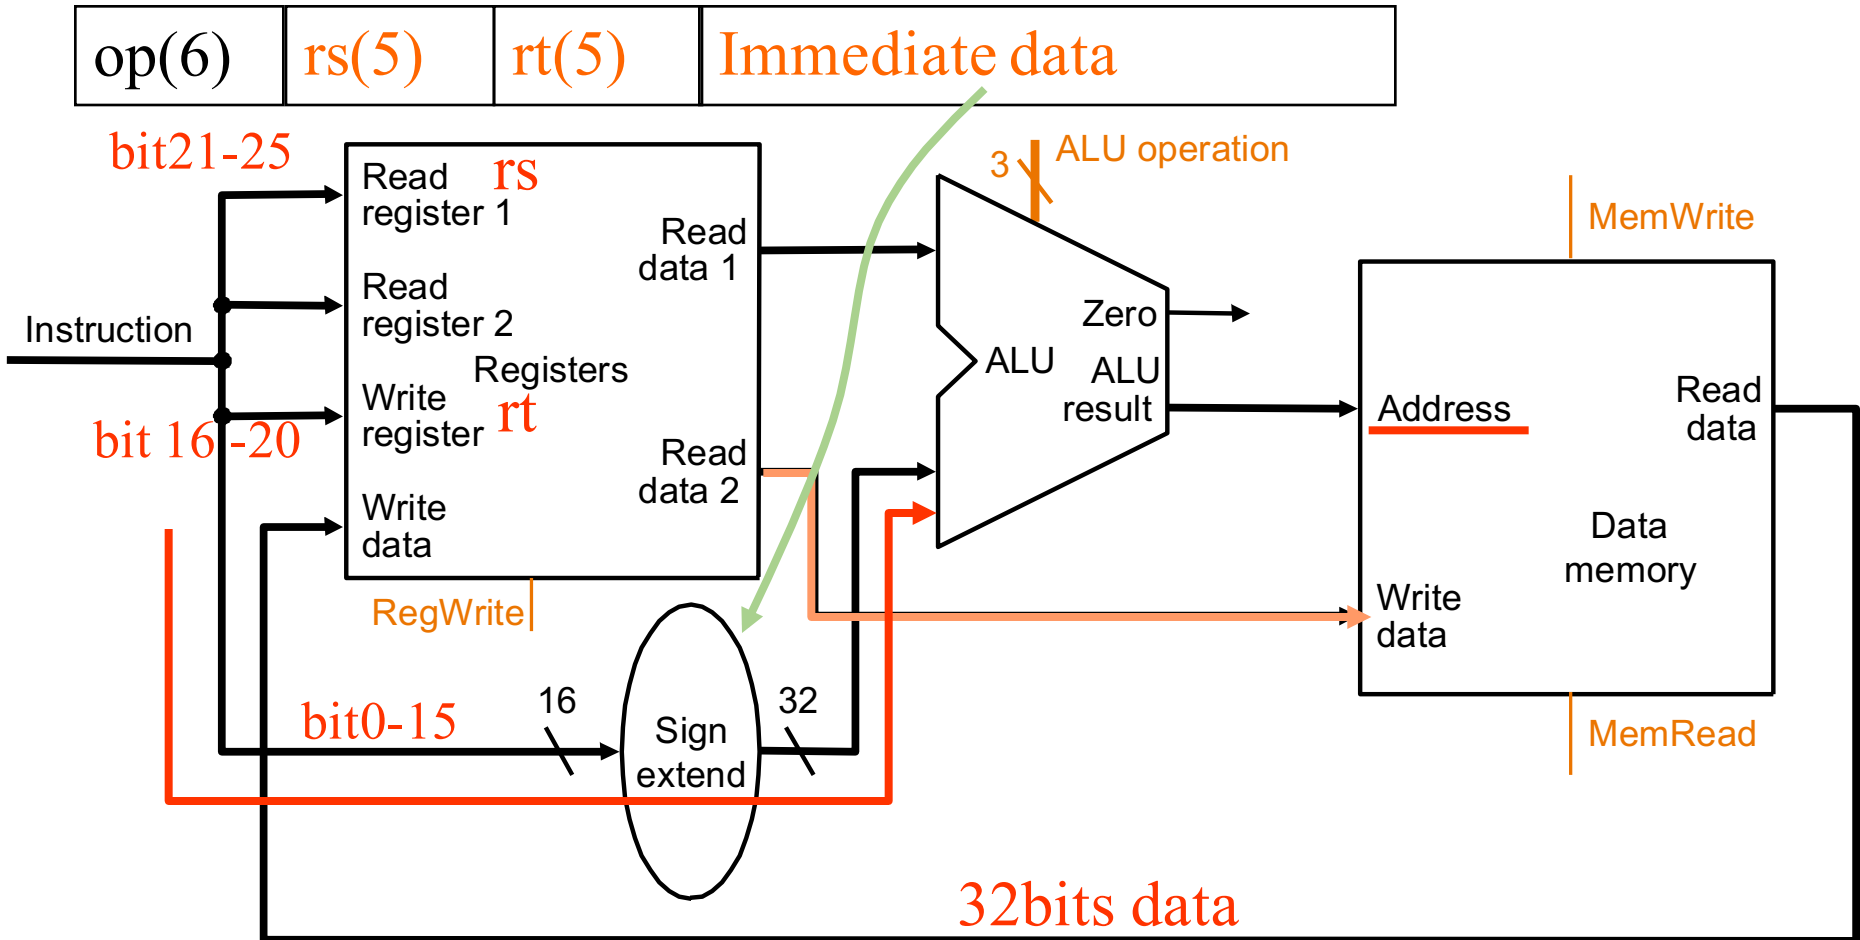 op(6) rs(5) rt(5) Immediate data
bit21-25
Read
register 1
rs
Read
data 1
3
ALU operation
MemWrite
Read
register 2
Instruction
Registers
Write
register
rt
bit 16 -20
Read
data 2
Write
data
Zero
ALU
ALU
result
Address
Read
data
Data
memory
Write
data
RegWrite
MemRead
bit0-15
16
Sign
extend
32
32bits data